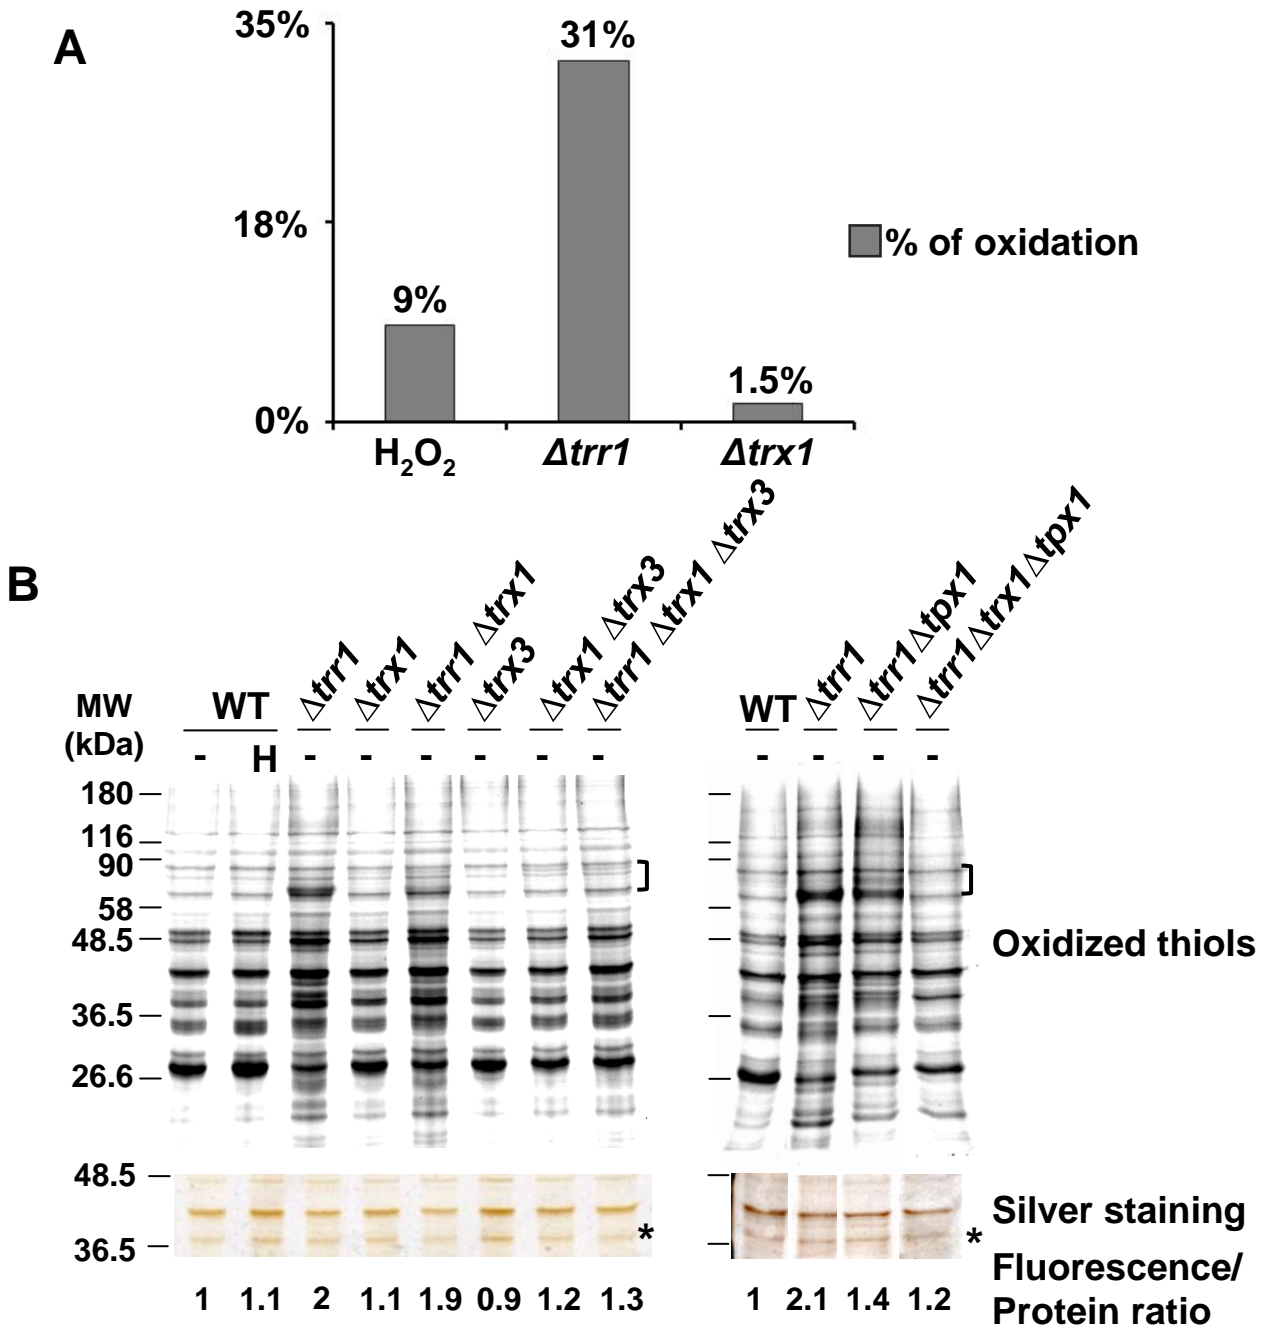 A
35%
31%
18%
% of oxidation
9%
1.5%
0%
H₂O₂ Δtrr1 Δtrx1
B
MW
(kDa)
WT Δtrr1 Δtrx1 Δtrr1 Δtrx1 Δtrx3 Δtrx1 Δtrx3 Δtrr1 Δtrx1 Δtrx3
- H - - - - - -
WT Δtrr1 Δtrr1Δtpx1 Δtrr1Δtrx1Δtpx1
- - - -
180
116
90
58
48.5
36.5
26.6
Oxidized thiols
48.5
36.5
*
*
Silver staining
Fluorescence/
Protein ratio
1 1.1 2 1.1 1.9 0.9 1.2 1.3
1 2.1 1.4 1.2